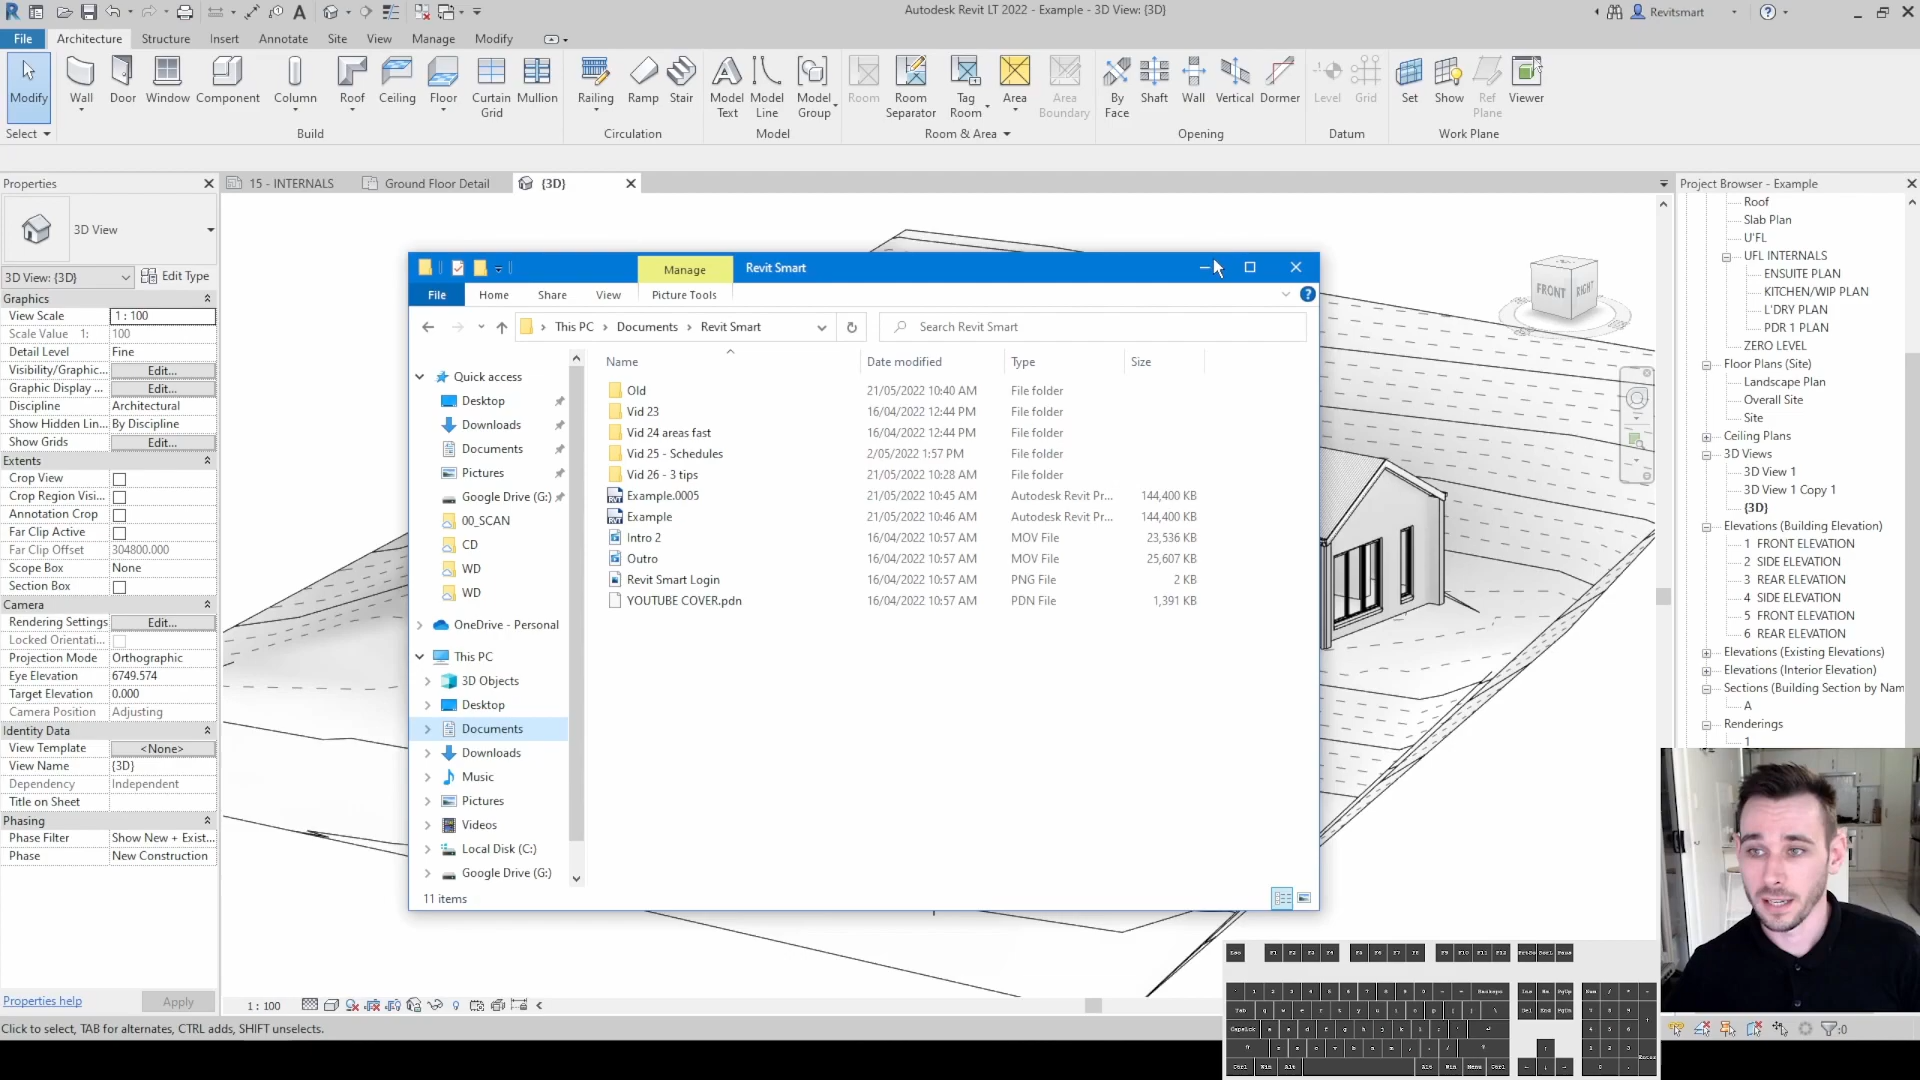 Autodesk Revit LT 2022 - Example - 3D View: {3D}
Revitsmart
File Architecture Structure Insert Annotate Site View Manage Modify
Modify Wall Door Window Component Column Roof Ceiling Floor Curtain Grid Mullion Railing Ramp Stair Model Text Model Line Model Group Room Room Separator Tag Room Area Area Boundary By Face Shaft Wall Vertical Dormer Level Grid Set Show Ref Plane Viewer
Select Build Circulation Model Room & Area Opening Datum Work Plane
Properties
15 - INTERNALS Ground Floor Detail {3D}
Project Browser - Example
3D View
3D View: {3D} Edit Type
Graphics
View Scale 1 : 100
Scale Value 1: 100
Detail Level Fine
Visibility/Graphic... Edit...
Graphic Display ... Edit...
Discipline Architectural
Show Hidden Lin... By Discipline
Show Grids Edit...
Extents
Crop View
Crop Region Visi...
Annotation Crop
Far Clip Active
Far Clip Offset 304800.000
Scope Box None
Section Box
Camera
Rendering Settings Edit...
Locked Orientati...
Projection Mode Orthographic
Eye Elevation 6749.574
Target Elevation 0.000
Camera Position Adjusting
Identity Data
View Template <None>
View Name {3D}
Dependency Independent
Title on Sheet
Phasing
Phase Filter Show New + Exist...
Phase New Construction
Properties help Apply
Manage Revit Smart
File Home Share View Picture Tools
This PC Documents Revit Smart
Search Revit Smart
Quick access
Desktop
Downloads
Documents
Pictures
Google Drive (G:)
00_SCAN
CD
WD
WD
OneDrive - Personal
This PC
3D Objects
Desktop
Documents
Downloads
Music
Pictures
Videos
Local Disk (C:)
Google Drive (G:)
Name Date modified Type Size
Old 21/05/2022 10:40 AM File folder
Vid 23 16/04/2022 12:44 PM File folder
Vid 24 areas fast 16/04/2022 12:44 PM File folder
Vid 25 - Schedules 2/05/2022 1:57 PM File folder
Vid 26 - 3 tips 21/05/2022 10:28 AM File folder
Example.0005 21/05/2022 10:45 AM Autodesk Revit Pr... 144,400 KB
Example 21/05/2022 10:46 AM Autodesk Revit Pr... 144,400 KB
Intro 2 16/04/2022 10:57 AM MOV File 23,536 KB
Outro 16/04/2022 10:57 AM MOV File 25,607 KB
Revit Smart Login 16/04/2022 10:57 AM PNG File 2 KB
YOUTUBE COVER.pdn 16/04/2022 10:57 AM PDN File 1,391 KB
11 items
FRONT RIGHT
Roof
Slab Plan
U'FL
UFL INTERNALS
ENSUITE PLAN
KITCHEN/WIP PLAN
L'DRY PLAN
PDR 1 PLAN
ZERO LEVEL
Floor Plans (Site)
Landscape Plan
Overall Site
Site
Ceiling Plans
3D Views
3D View 1
3D View 1 Copy 1
{3D}
Elevations (Building Elevation)
1 FRONT ELEVATION
2 SIDE ELEVATION
3 REAR ELEVATION
4 SIDE ELEVATION
5 FRONT ELEVATION
6 REAR ELEVATION
Elevations (Existing Elevations)
Elevations (Interior Elevation)
Sections (Building Section by Nam
A
Renderings
1
1 : 100
Click to select, TAB for alternates, CTRL adds, SHIFT unselects.
:0